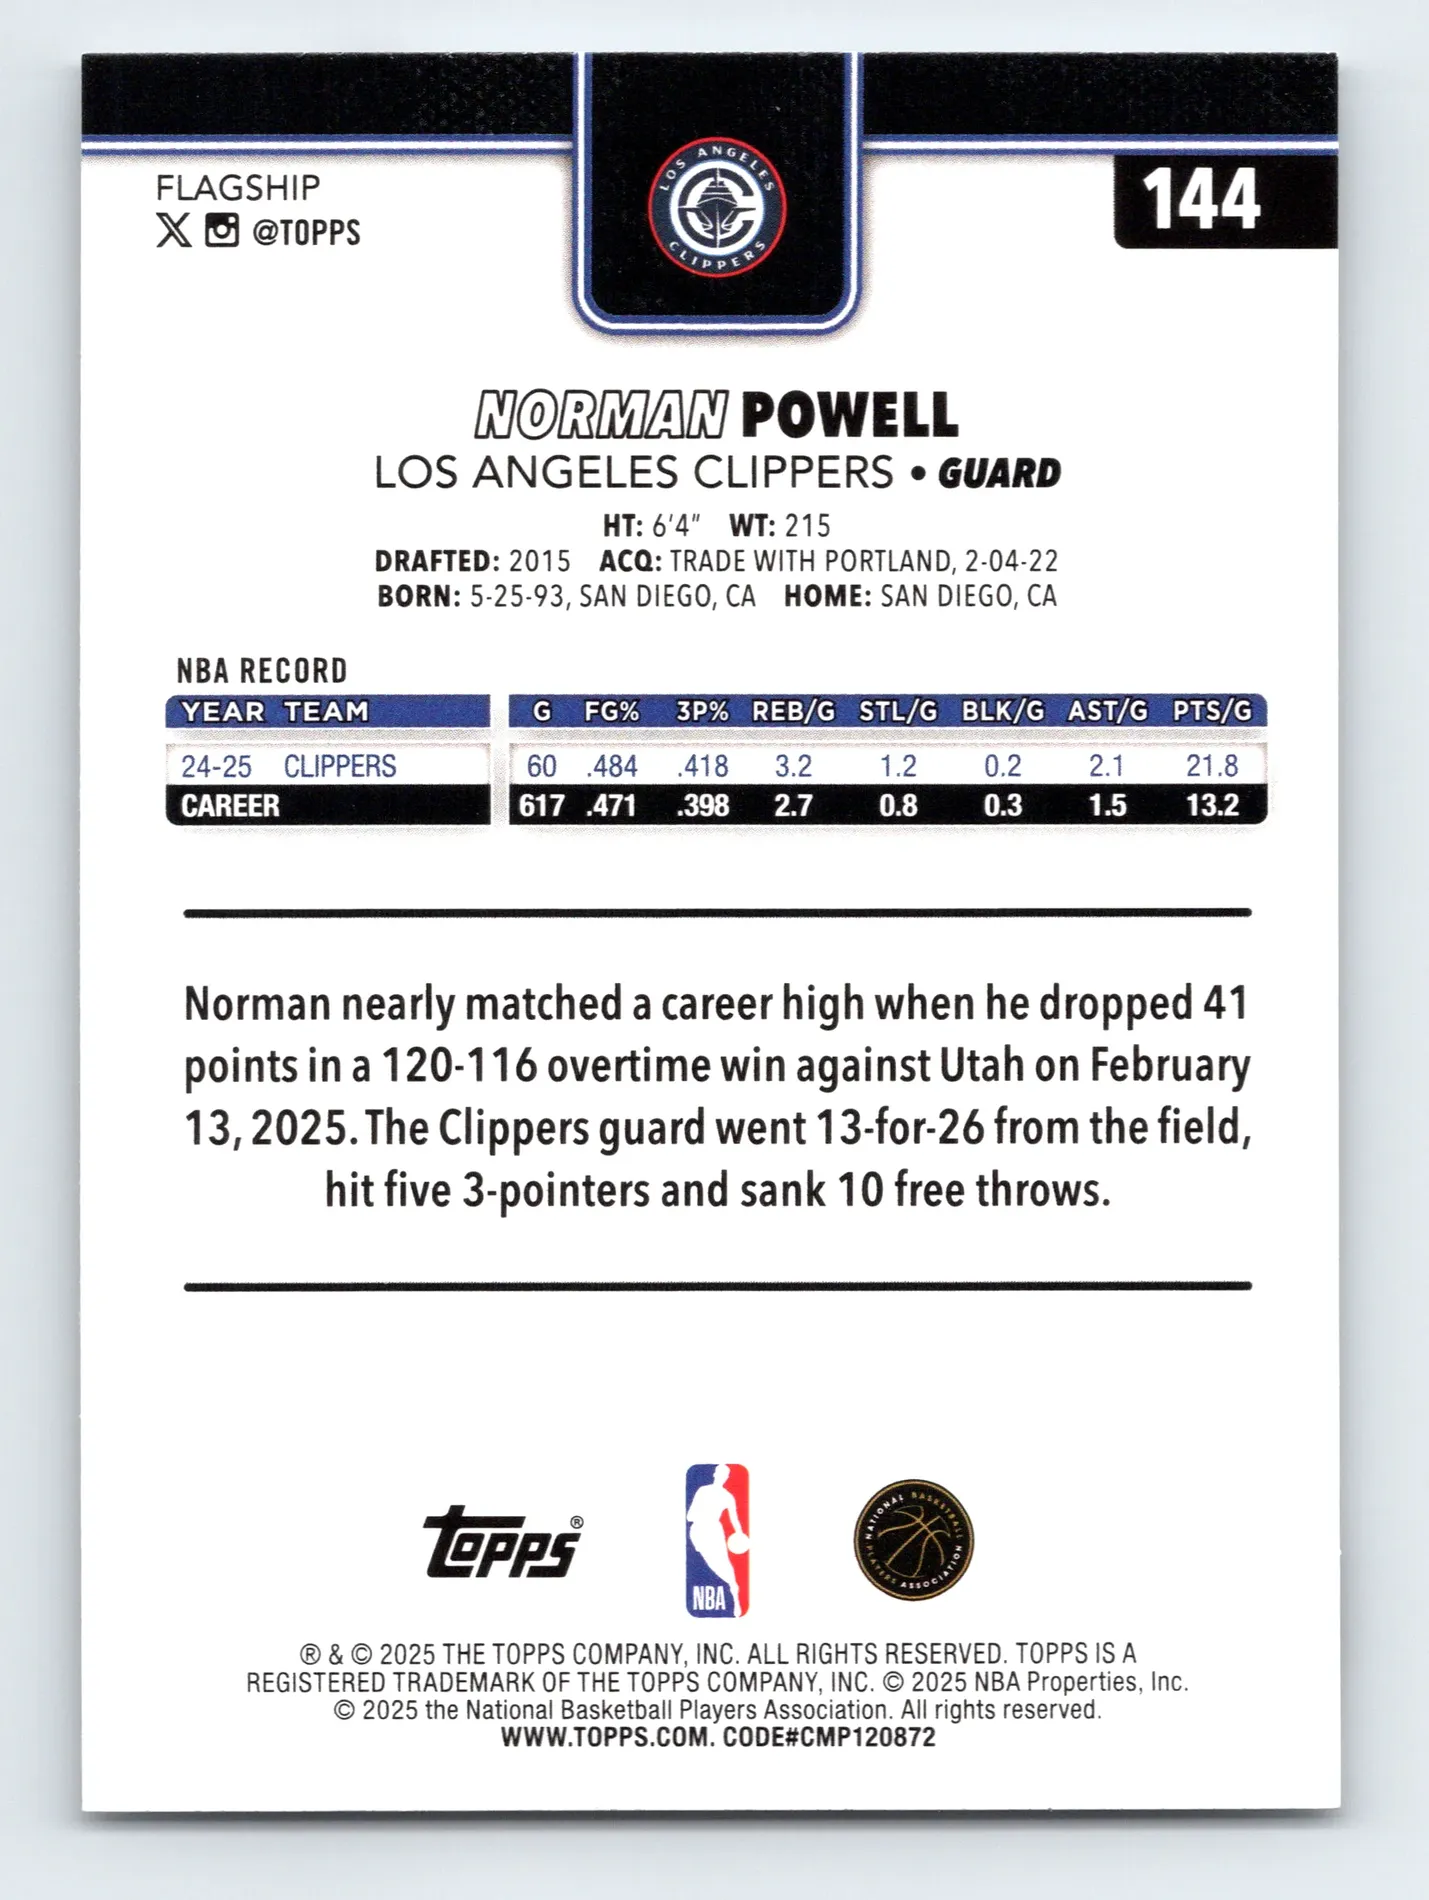 FLAGSHIP
@TOPPS
LOS ANGELES
CLIPPERS
144
NORMAN POWELL
LOS ANGELES CLIPPERS • GUARD
HT: 6'4" WT: 215
DRAFTED: 2015 ACQ: TRADE WITH PORTLAND, 2-04-22
BORN: 5-25-93, SAN DIEGO, CA HOME: SAN DIEGO, CA
NBA RECORD
YEAR TEAM G FG% 3P% REB/G STL/G BLK/G AST/G PTS/G
24-25 CLIPPERS 60 .484 .418 3.2 1.2 0.2 2.1 21.8
CAREER 617 .471 .398 2.7 0.8 0.3 1.5 13.2
Norman nearly matched a career high when he dropped 41
points in a 120-116 overtime win against Utah on February
13, 2025. The Clippers guard went 13-for-26 from the field,
hit five 3-pointers and sank 10 free throws.
Topps®
NBA
NATIONAL BASKETBALL
PLAYERS ASSOCIATION
® & © 2025 THE TOPPS COMPANY, INC. ALL RIGHTS RESERVED. TOPPS IS A
REGISTERED TRADEMARK OF THE TOPPS COMPANY, INC. © 2025 NBA Properties, Inc.
© 2025 the National Basketball Players Association. All rights reserved.
WWW.TOPPS.COM. CODE#CMP120872